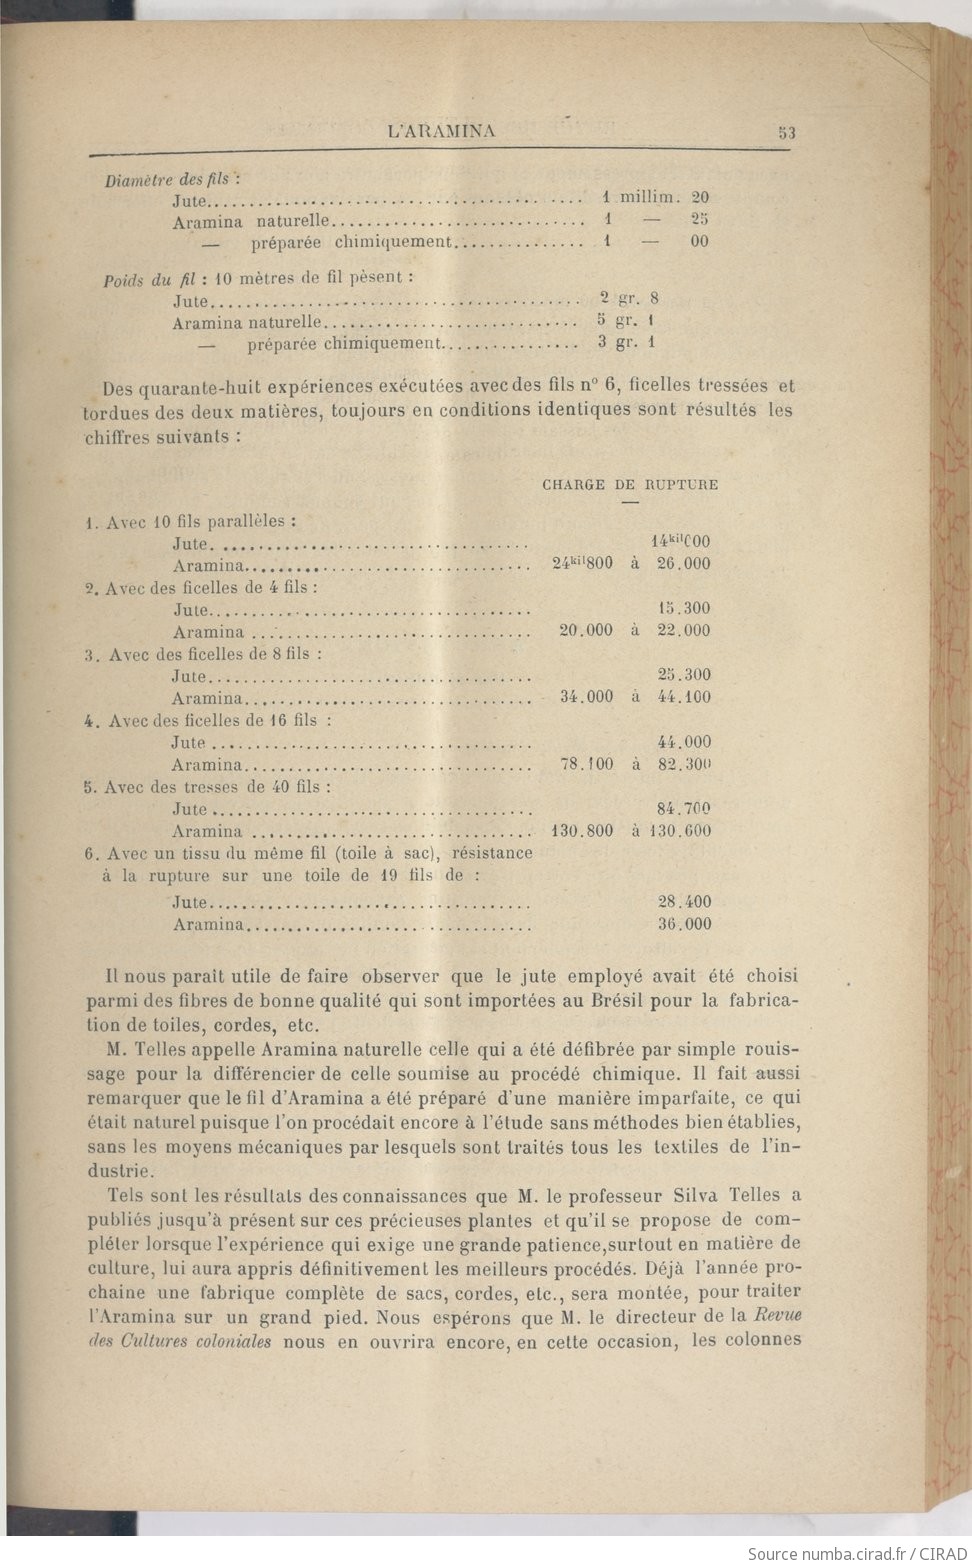 L'ARAMINA 53
Diamètre des fils :
Jute........................................ 1 millim. 20
Aramina naturelle............................. 1 — 25
— préparée chimiquement............... 1 — 00
Poids du fil : 10 mètres de fil pèsent :
Jute.......................................... 2 gr. 8
Aramina naturelle............................. 5 gr. 1
— préparée chimiquement................ 3 gr. 1
Des quarante-huit expériences exécutées avec des fils n° 6, ficelles tressées et
tordues des deux matières, toujours en conditions identiques sont résultés les
chiffres suivants :
CHARGE DE RUPTURE
1. Avec 10 fils parallèles :
Jute.................................... 14kil000
Aramina................................. 24kil800 à 26.000
2. Avec des ficelles de 4 fils :
Jute.................................... 15.300
Aramina ................................ 20.000 à 22.000
3. Avec des ficelles de 8 fils :
Jute.................................... 25.300
Aramina................................. 34.000 à 44.100
4. Avec des ficelles de 16 fils :
Jute .................................... 44.000
Aramina................................. 78.100 à 82.300
5. Avec des tresses de 40 fils :
Jute .................................... 84.700
Aramina ................................ 130.800 à 130.600
6. Avec un tissu du même fil (toile à sac), résistance
à la rupture sur une toile de 19 fils de :
Jute.................................... 28.400
Aramina................................. 36.000
Il nous parait utile de faire observer que le jute employé avait été choisi
parmi des fibres de bonne qualité qui sont importées au Brésil pour la fabrica-
tion de toiles, cordes, etc.
M. Telles appelle Aramina naturelle celle qui a été défibrée par simple rouis-
sage pour la différencier de celle soumise au procédé chimique. Il fait aussi
remarquer que le fil d'Aramina a été préparé d'une manière imparfaite, ce qui
était naturel puisque l'on procédait encore à l'étude sans méthodes bien établies,
sans les moyens mécaniques par lesquels sont traités tous les textiles de l'in-
dustrie.
Tels sont les résultats des connaissances que M. le professeur Silva Telles a
publiés jusqu'à présent sur ces précieuses plantes et qu'il se propose de com-
pléter lorsque l'expérience qui exige une grande patience, surtout en matière de
culture, lui aura appris définitivement les meilleurs procédés. Déjà l'année pro-
chaine une fabrique complète de sacs, cordes, etc., sera montée, pour traiter
l'Aramina sur un grand pied. Nous espérons que M. le directeur de la Revue
des Cultures coloniales nous en ouvrira encore, en cette occasion, les colonnes
Source numba.cirad.fr / CIRAD